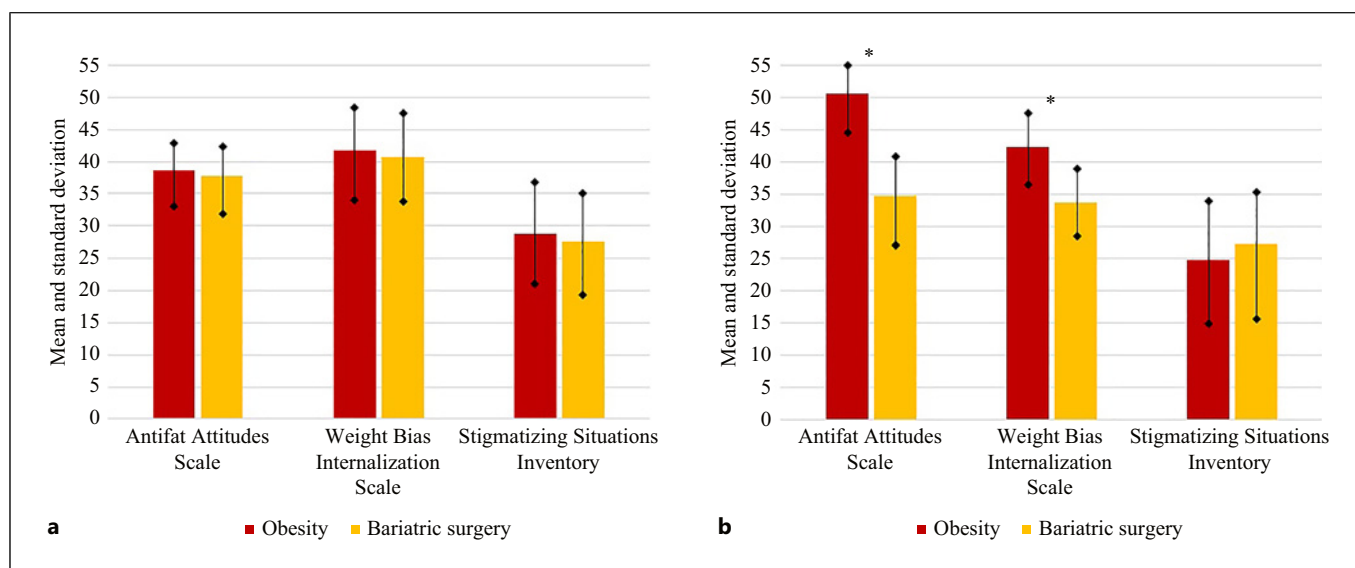 Mean and standard deviation
55
50
45
40
35
30
25
20
15
10
5
0
Antifat Attitudes
Scale
Weight Bias
Internalization
Scale
Stigmatizing Situations
Inventory
a
Obesity
Bariatric surgery
Mean and standard deviation
55
50
45
40
35
30
25
20
15
10
5
0
*
*
Antifat Attitudes
Scale
Weight Bias
Internalization
Scale
Stigmatizing Situations
Inventory
b
Obesity
Bariatric surgery